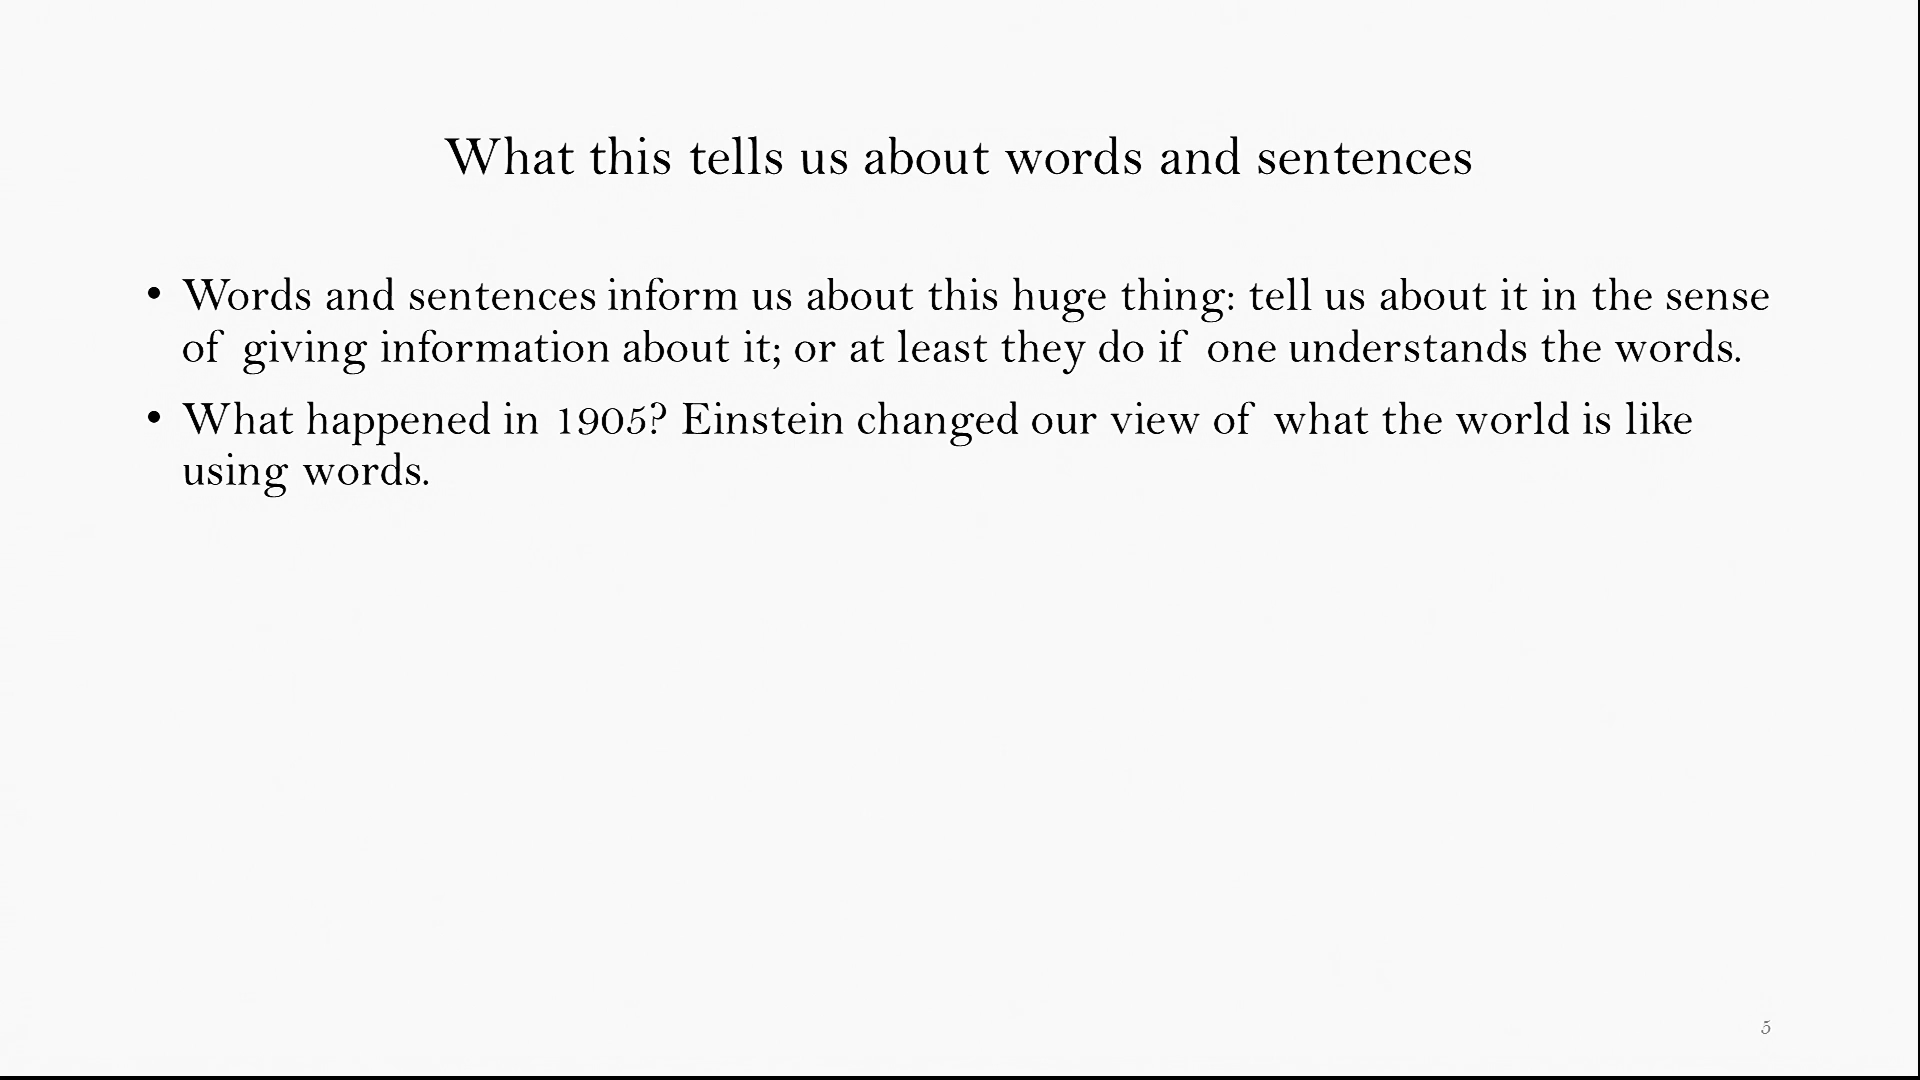 What this tells us about words and sentences
• Words and sentences inform us about this huge thing: tell us about it in the sense
of giving information about it; or at least they do if one understands the words.
• What happened in 1905? Einstein changed our view of what the world is like
using words.
5